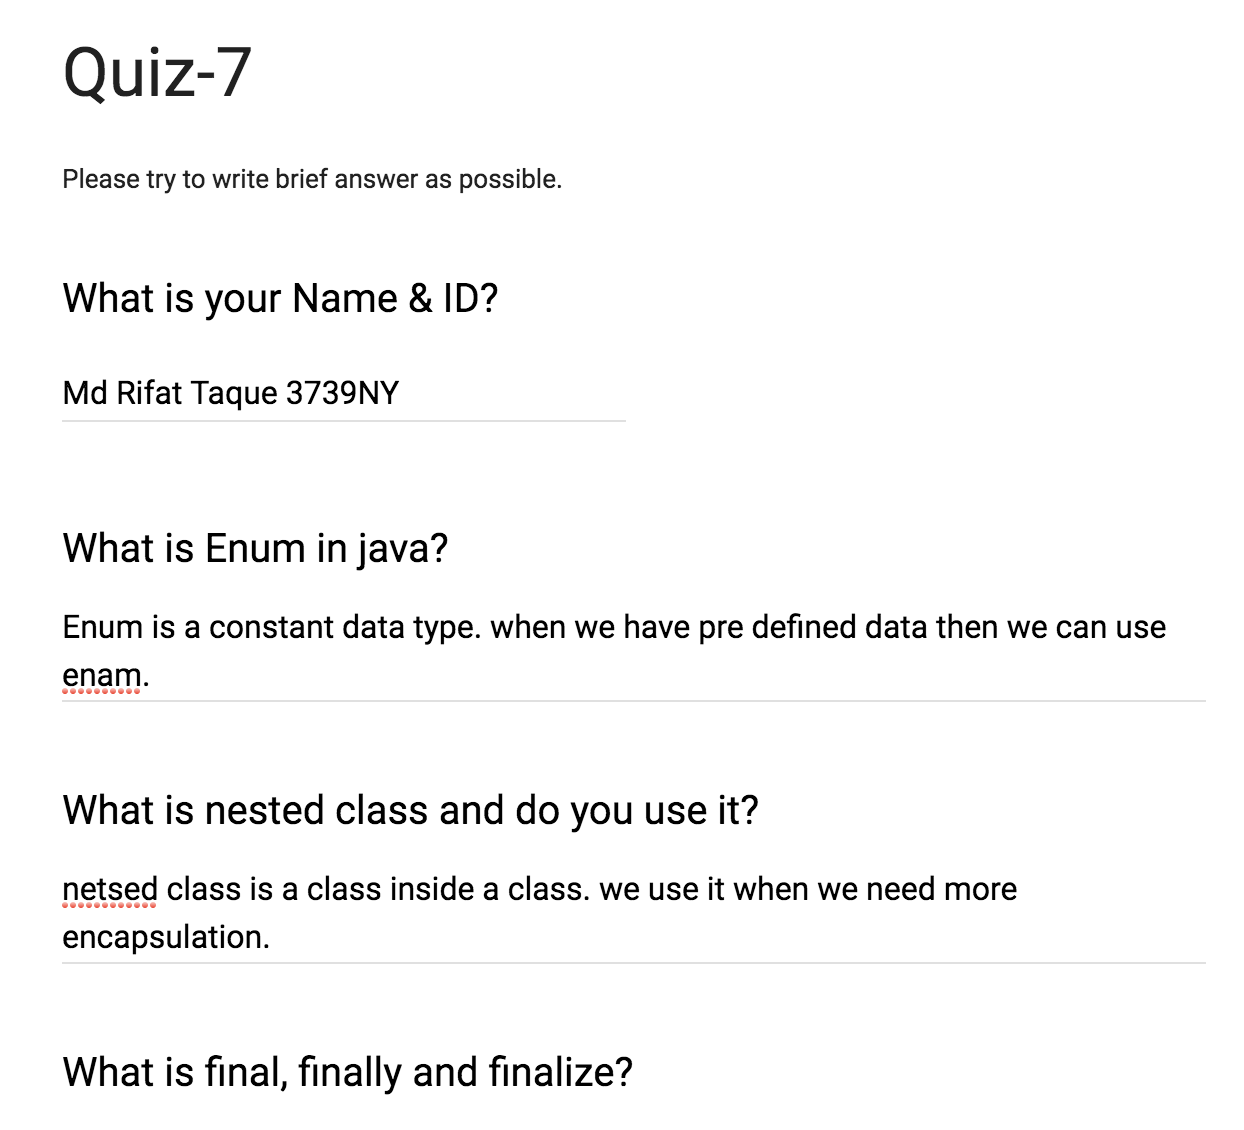 Quiz-7
Please try to write brief answer as possible.
What is your Name & ID?
Md Rifat Taque 3739NY
What is Enum in java?
Enum is a constant data type. when we have pre defined data then we can use
enam.
What is nested class and do you use it?
netsed class is a class inside a class. we use it when we need more
encapsulation.
What is final, finally and finalize?